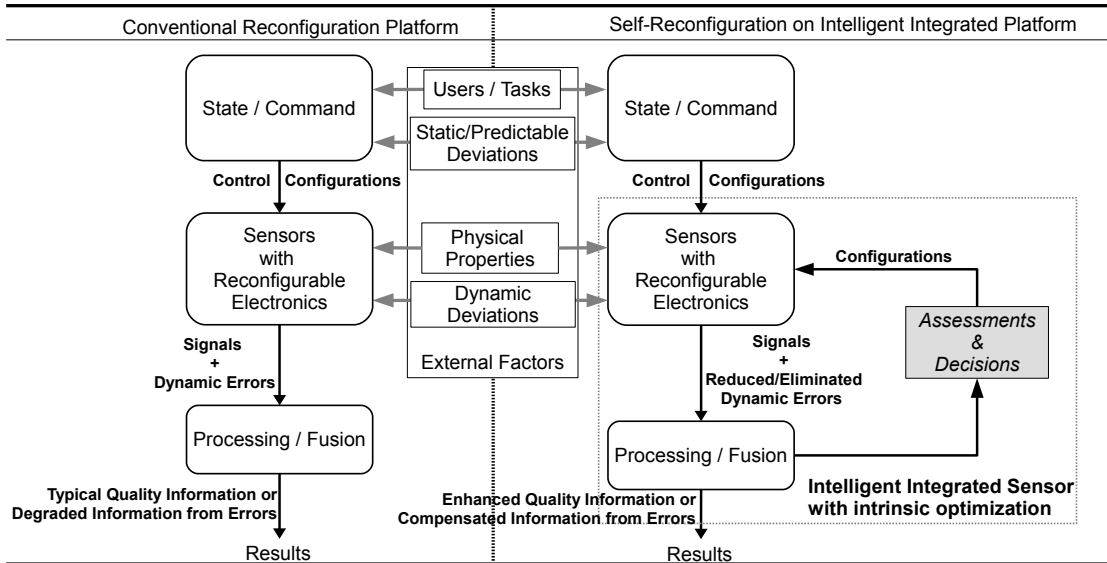 Conventional Reconfiguration Platform
Self-Reconfiguration on Intelligent Integrated Platform
State / Command
Users / Tasks
Static/Predictable
Deviations
State / Command
Control Configurations
Control Configurations
Sensors
with
Reconfigurable
Electronics
Physical
Properties
Dynamic
Deviations
External Factors
Sensors
with
Reconfigurable
Electronics
Configurations
Assessments
&
Decisions
Signals
+
Dynamic Errors
Signals
+
Reduced/Eliminated
Dynamic Errors
Processing / Fusion
Processing / Fusion
Typical Quality Information or
Degraded Information from Errors
Enhanced Quality Information or
Compensated Information from Errors
Intelligent Integrated Sensor
with intrinsic optimization
Results
Results